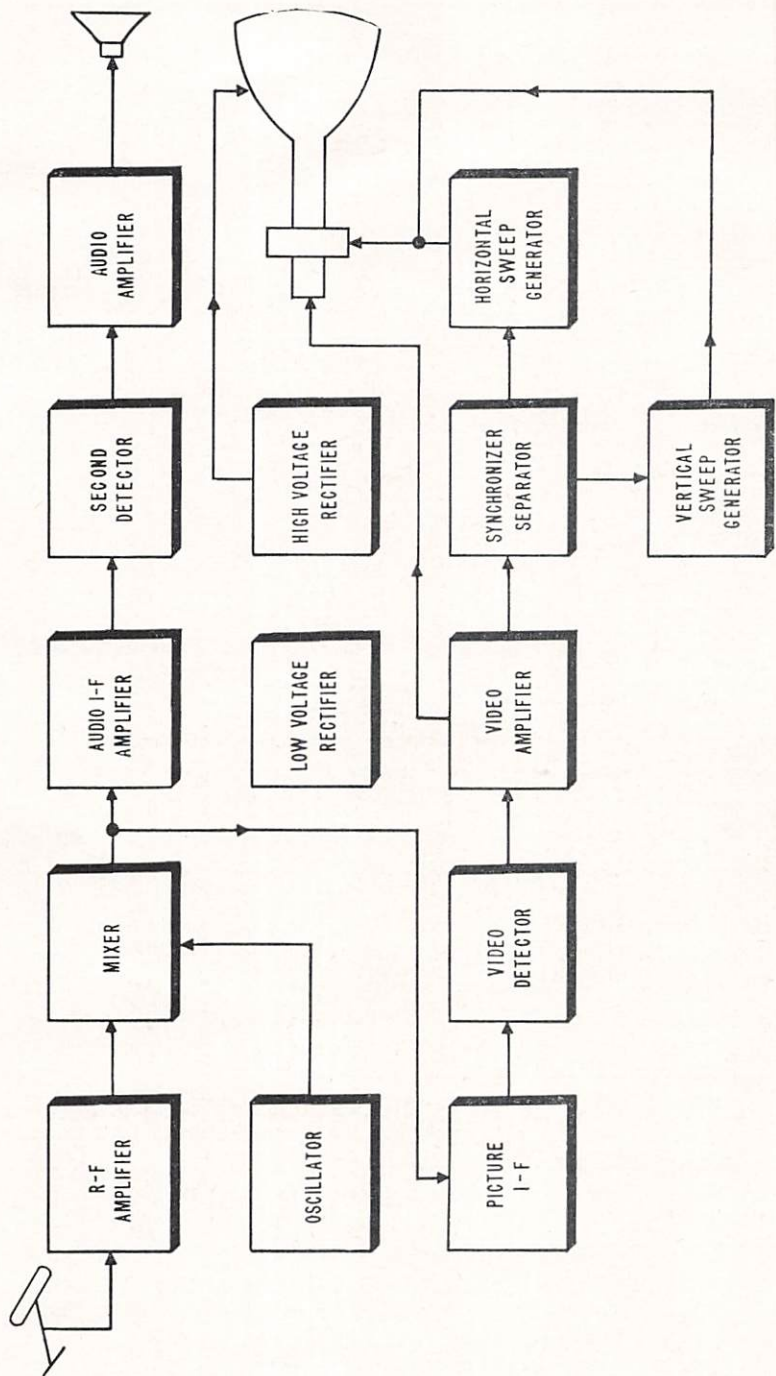 R-F
AMPLIFIER
MIXER
AUDIO I-F
AMPLIFIER
SECOND
DETECTOR
AUDIO
AMPLIFIER
OSCILLATOR
LOW VOLTAGE
RECTIFIER
HIGH VOLTAGE
RECTIFIER
PICTURE
I-F
VIDEO
DETECTOR
VIDEO
AMPLIFIER
SYNCHRONIZER
SEPARATOR
HORIZONTAL
SWEEP
GENERATOR
VERTICAL
SWEEP
GENERATOR